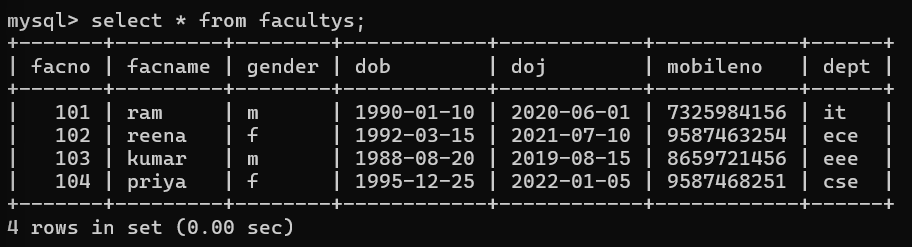 mysql> select * from facultys;
+-------+---------+--------+------------+------------+------------+------+
| facno | facname | gender | dob        | doj        | mobileno   | dept |
+-------+---------+--------+------------+------------+------------+------+
|   101 | ram     | m      | 1990-01-10 | 2020-06-01 | 7325984156 | it   |
|   102 | reena   | f      | 1992-03-15 | 2021-07-10 | 9587463254 | ece  |
|   103 | kumar   | m      | 1988-08-20 | 2019-08-15 | 8659721456 | eee  |
|   104 | priya   | f      | 1995-12-25 | 2022-01-05 | 9587468251 | cse  |
+-------+---------+--------+------------+------------+------------+------+
4 rows in set (0.00 sec)